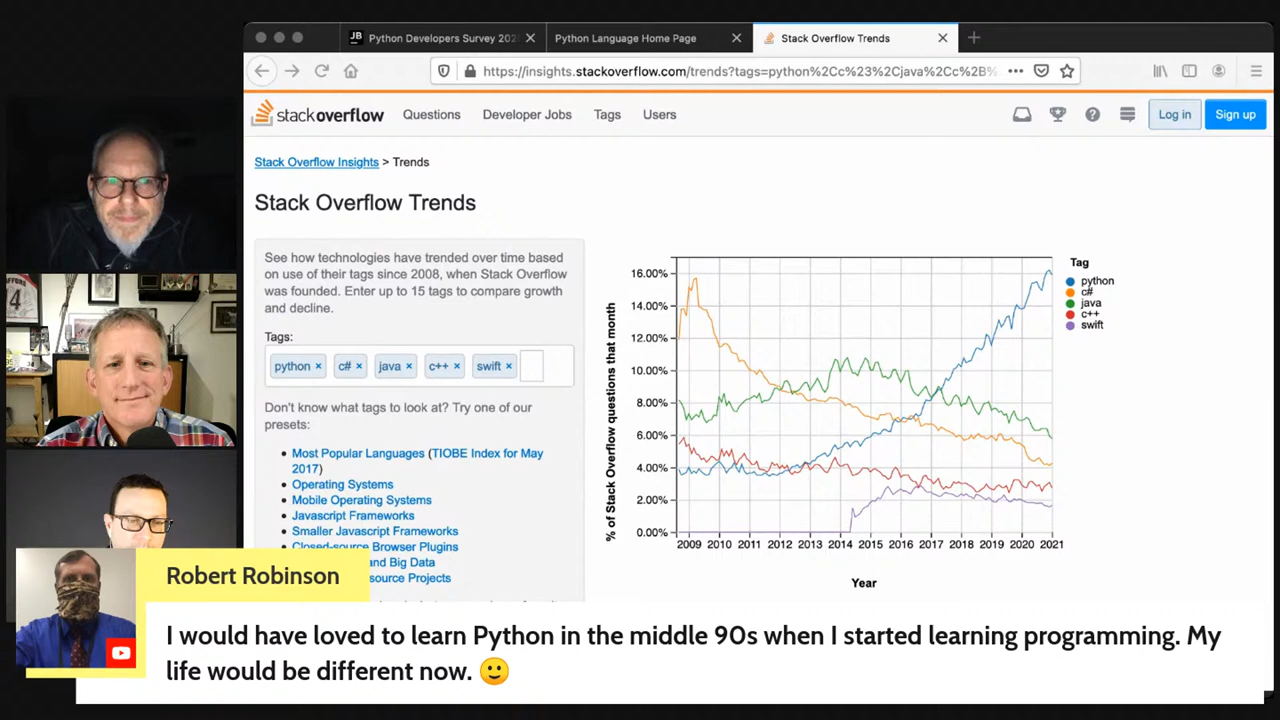 Python Developers Survey 202
Python Language Home Page
Stack Overflow Trends
https://insights.stackoverflow.com/trends?tags=python%2Cc%23%2Cjava%2Cc%2B%
stackoverflow
Questions
Developer Jobs
Tags
Users
Log in
Sign up
Stack Overflow Insights > Trends
Stack Overflow Trends
See how technologies have trended over time based
on use of their tags since 2008, when Stack Overflow
was founded. Enter up to 15 tags to compare growth
and decline.
Tags:
python × c# × java × c++ × swift ×
Don't know what tags to look at? Try one of our
presets:
Most Popular Languages (TIOBE Index for May
2017)
Operating Systems
Mobile Operating Systems
Javascript Frameworks
Smaller Javascript Frameworks
Closed-source Browser Plugins
and Big Data
source Projects
% of Stack Overflow questions that month
16.00%
14.00%
12.00%
10.00%
8.00%
6.00%
4.00%
2.00%
0.00%
2009 2010 2011 2012 2013 2014 2015 2016 2017 2018 2019 2020 2021
Year
Tag
python
c#
java
c++
swift
4
JB
Robert Robinson
I would have loved to learn Python in the middle 90s when I started learning programming. My
life would be different now. 🙂